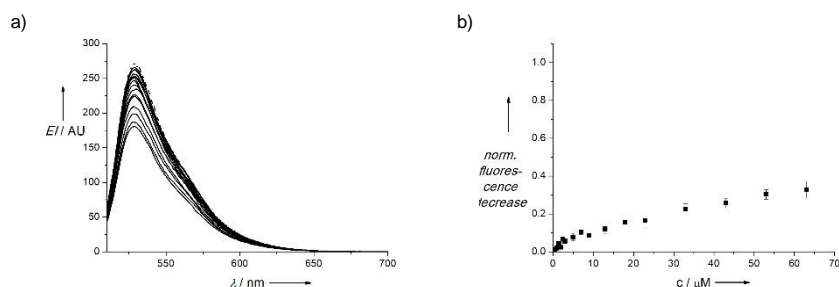 a)
300
250
200
150
100
50
0
EI / AU
550
600
650
700
λ / nm
b)
1.0
0.8
0.6
0.4
0.2
0.0
norm.
fluores-
cence
decrease
0
10
20
30
40
50
60
70
c / μM